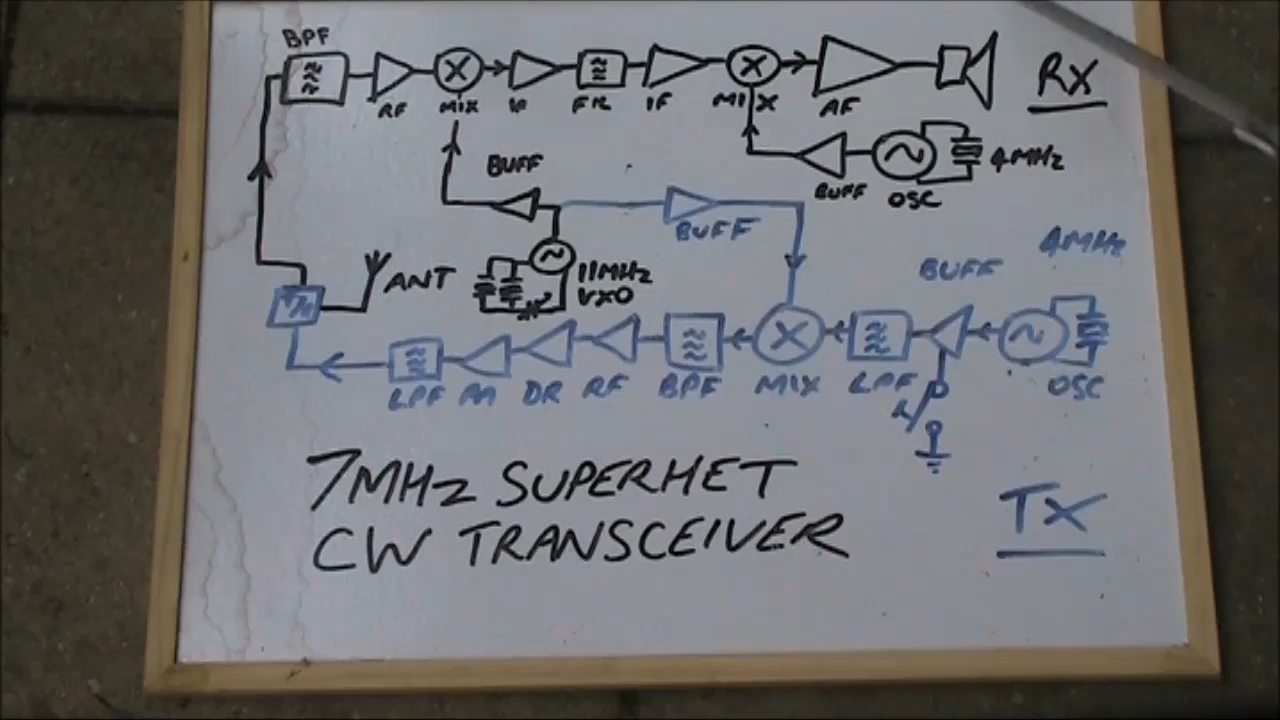 BPF
RX
RF MIX IF FIL IF MIX AF
4MHz
BUFF
BUFF OSC
BUFF
4MHz
ANT
11MHz
VXO
BUFF
T/R
LPF PA DR RF BPF MIX LPF OSC
7MHz SUPERHET
CW TRANSCEIVER
TX